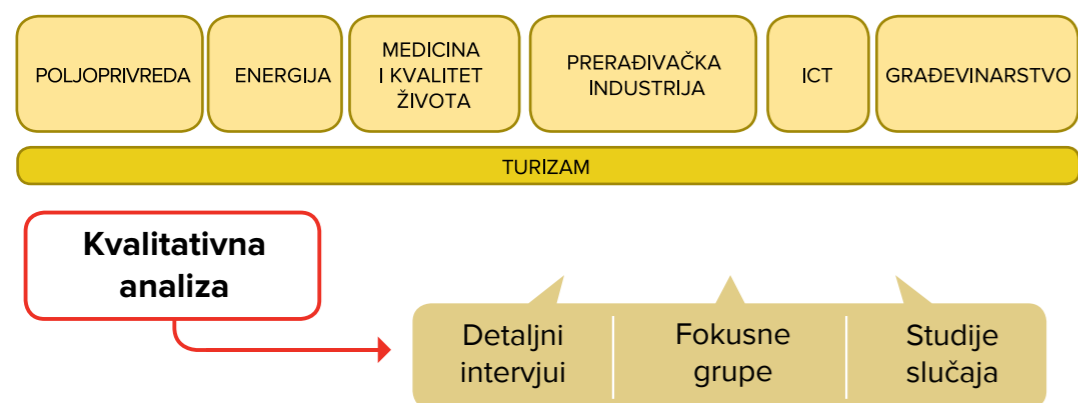 POLJOPRIVREDA
ENERGIJA
MEDICINA
I KVALITET
ŽIVOTA
PRERAĐIVAČKA
INDUSTRIJA
ICT
GRAĐEVINARSTVO
TURIZAM
Kvalitativna
analiza
Detaljni
intervjui
Fokusne
grupe
Studije
slučaja